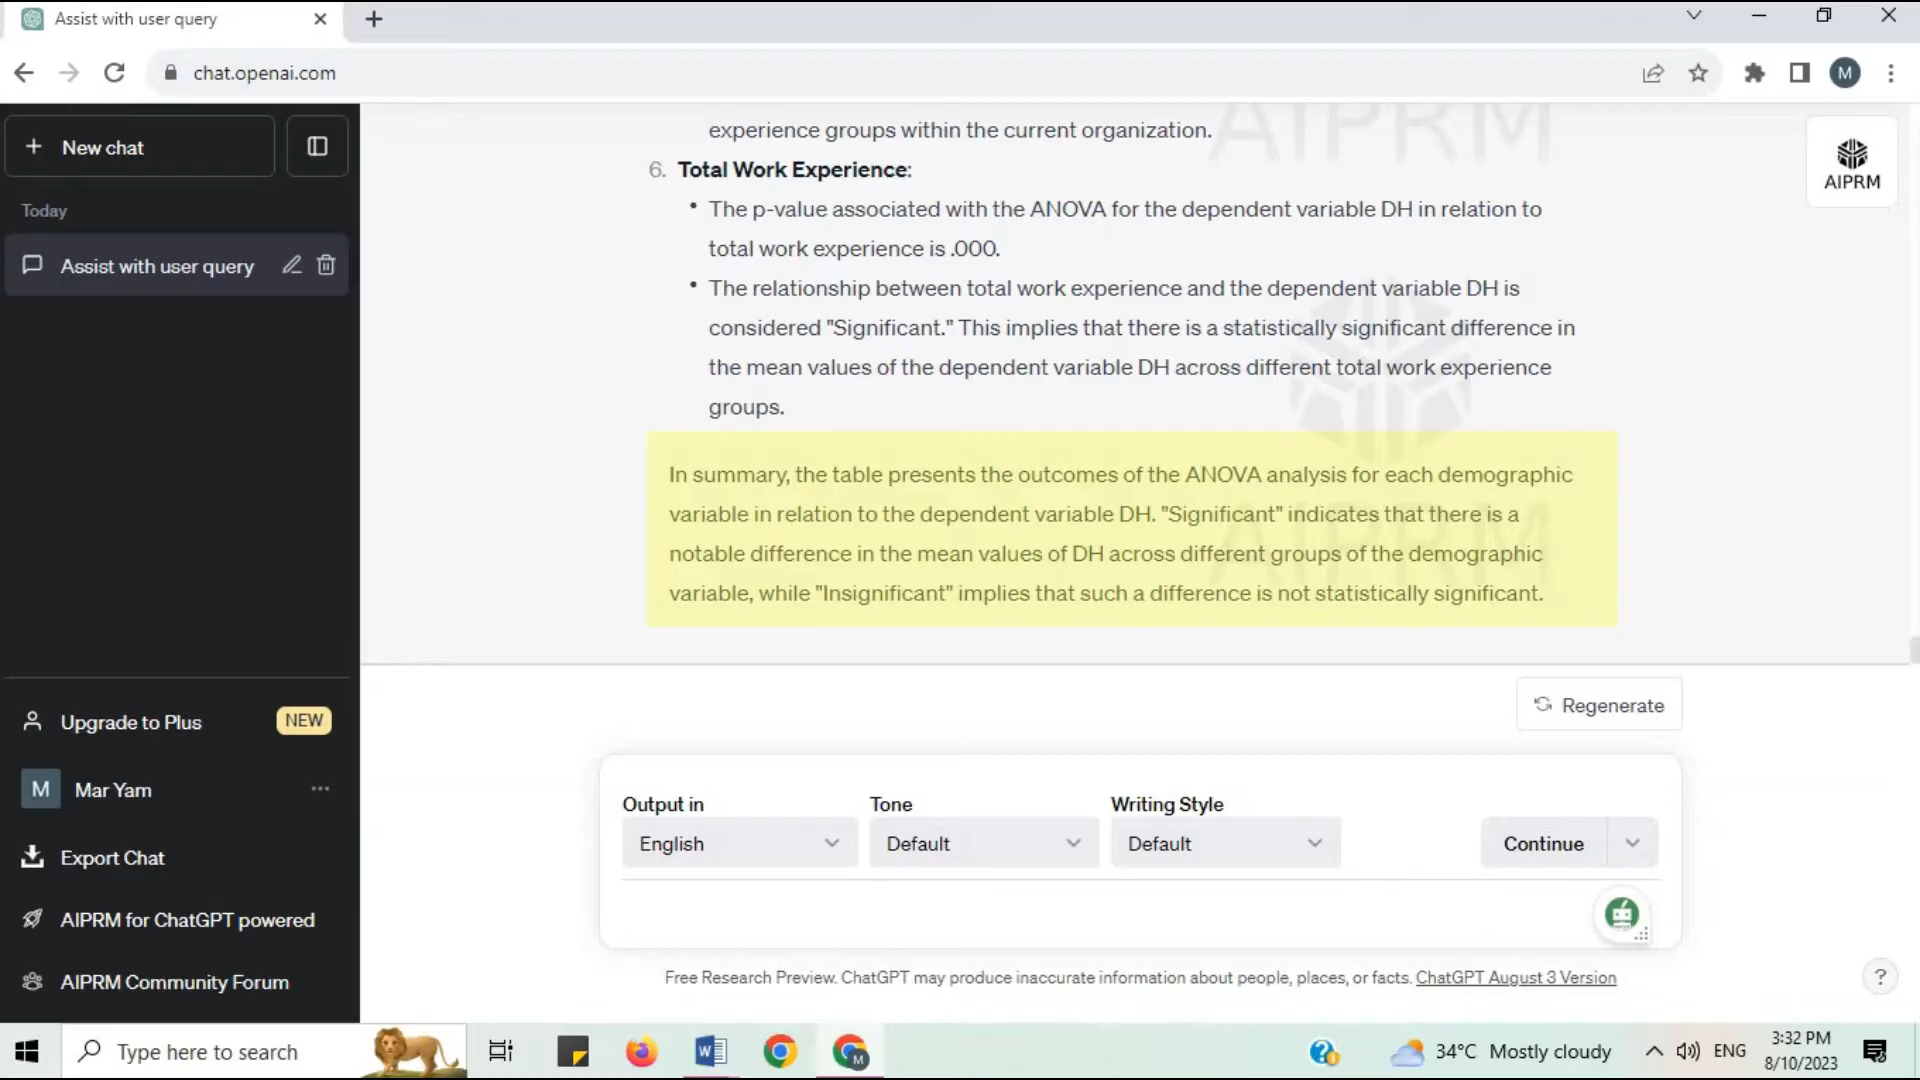 Assist with user query
chat.openai.com
M
New chat
Today
Assist with user query
Upgrade to Plus
NEW
M
Mar Yam
Export Chat
AIPRM for ChatGPT powered
AIPRM Community Forum
AIPRM
AIPRM
experience groups within the current organization.
6. Total Work Experience:
• The p-value associated with the ANOVA for the dependent variable DH in relation to
total work experience is .000.
• The relationship between total work experience and the dependent variable DH is
considered "Significant." This implies that there is a statistically significant difference in
the mean values of the dependent variable DH across different total work experience
groups.
In summary, the table presents the outcomes of the ANOVA analysis for each demographic
variable in relation to the dependent variable DH. "Significant" indicates that there is a
notable difference in the mean values of DH across different groups of the demographic
variable, while "Insignificant" implies that such a difference is not statistically significant.
AIPRM
Regenerate
Output in
Tone
Writing Style
English
Default
Default
Continue
Free Research Preview. ChatGPT may produce inaccurate information about people, places, or facts. ChatGPT August 3 Version
?
Type here to search
W
M
34°C Mostly cloudy
ENG
3:32 PM
8/10/2023